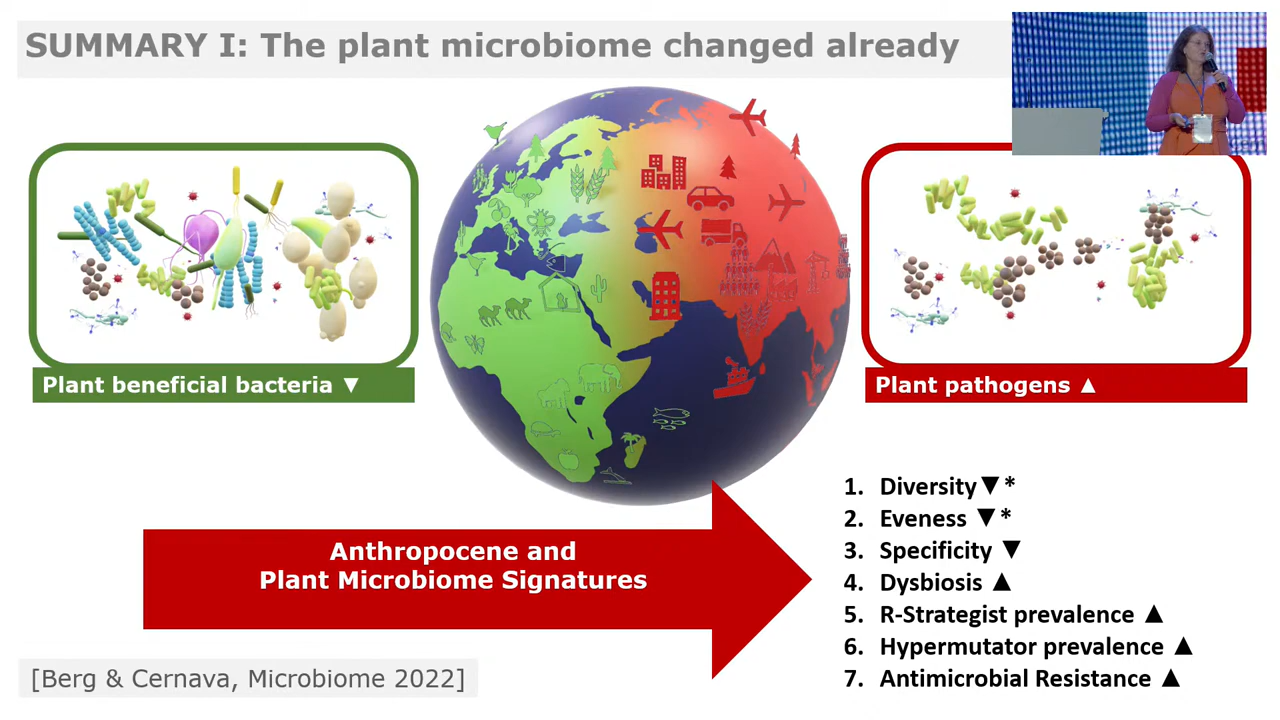 SUMMARY I: The plant microbiome changed already
Plant beneficial bacteria ▼
Plant pathogens ▲
Anthropocene and
Plant Microbiome Signatures
1. Diversity▼*
2. Eveness ▼*
3. Specificity ▼
4. Dysbiosis ▲
5. R-Strategist prevalence ▲
6. Hypermutator prevalence ▲
7. Antimicrobial Resistance ▲
[Berg & Cernava, Microbiome 2022]